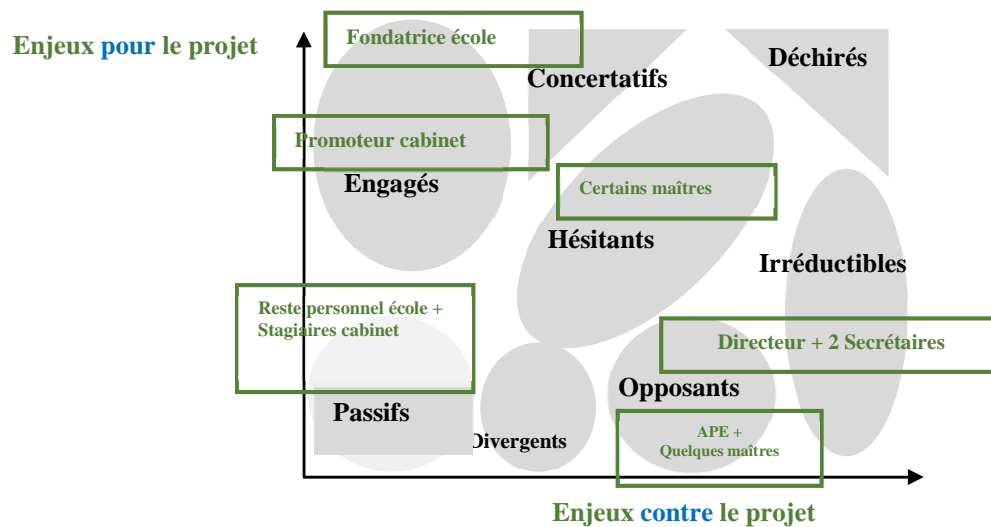 Enjeux pour le projet
Fondatrice école
Concertatifs
Déchirés
Promoteur cabinet
Engagés
Certains maîtres
Hésitants
Irréductibles
Reste personnel école +
Stagiaires cabinet
Directeur + 2 Secrétaires
Opposants
Passifs
Divergents
APE +
Quelques maîtres
Enjeux contre le projet